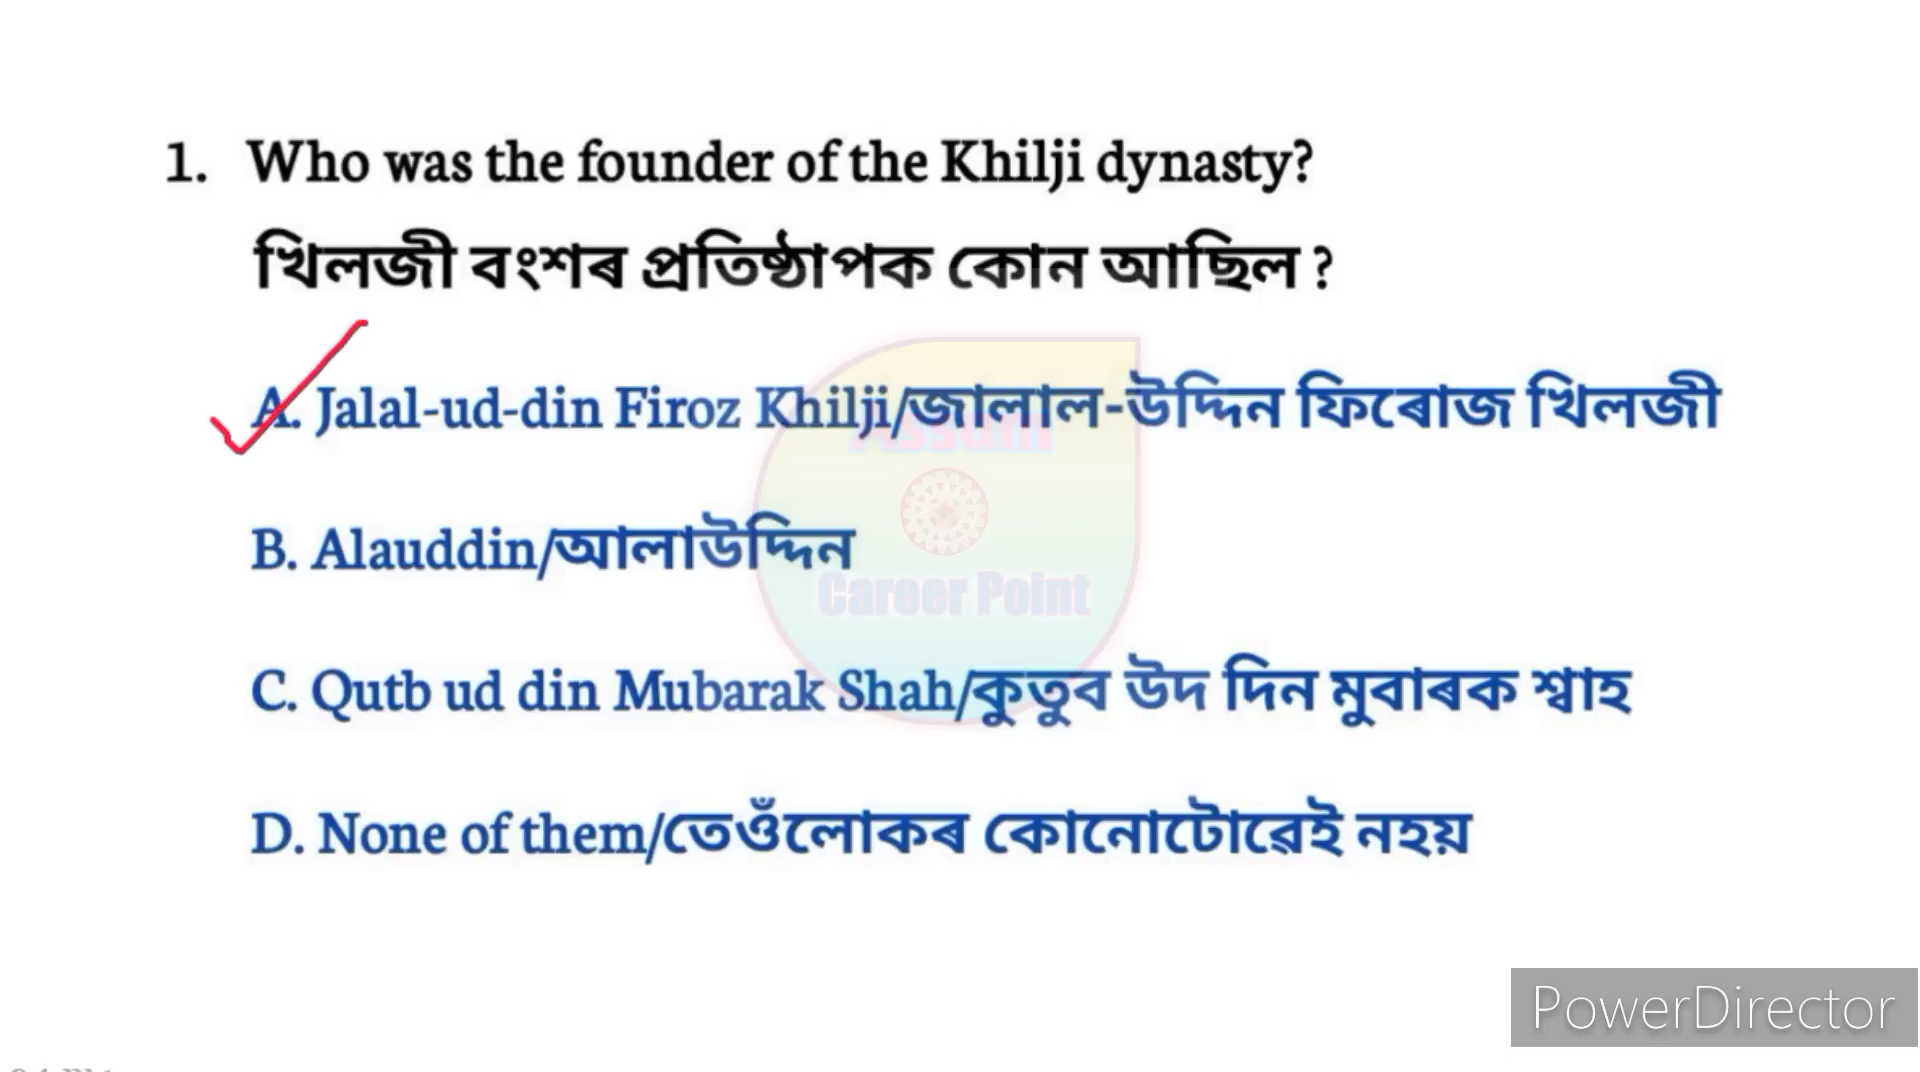 1. Who was the founder of the Khilji dynasty?
খিলজী বংশৰ প্ৰতিষ্ঠাপক কোন আছিল ?
A. Jalal-ud-din Firoz Khilji/জালাল-উদ্দিন ফিৰোজ খিলজী
Assam
B. Alauddin/আলাউদ্দিন
Career Point
C. Qutb ud din Mubarak Shah/কুতুব উদ দিন মুবাৰক শ্বাহ
D. None of them/তেওঁলোকৰ কোনোটোৱেই নহয়
PowerDirector